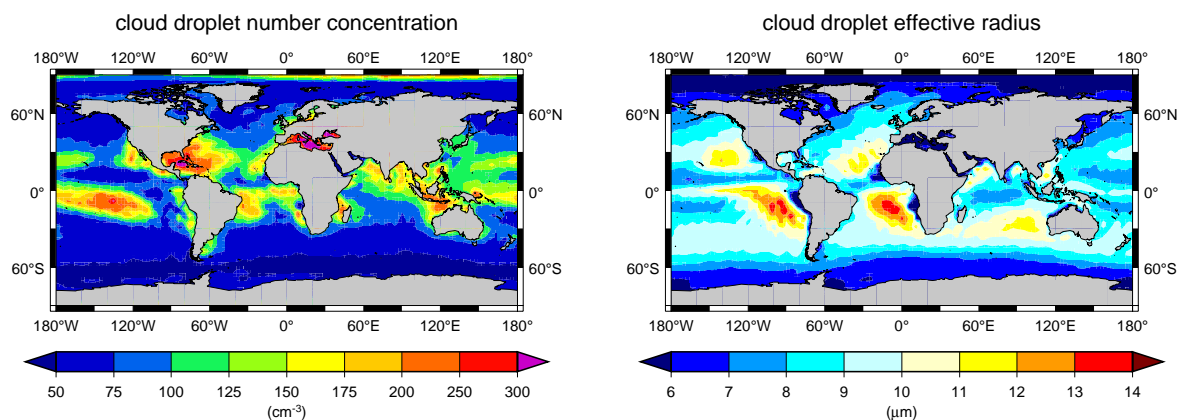 cloud droplet number concentration
180°W 120°W 60°W 0° 60°E 120°E 180°
60°N 60°N
0° 0°
60°S 60°S
180°W 120°W 60°W 0° 60°E 120°E 180°
50 75 100 125 150 175 200 250 300
(cm-3)
cloud droplet effective radius
180°W 120°W 60°W 0° 60°E 120°E 180°
60°N 60°N
0° 0°
60°S 60°S
180°W 120°W 60°W 0° 60°E 120°E 180°
6 7 8 9 10 11 12 13 14
(μm)